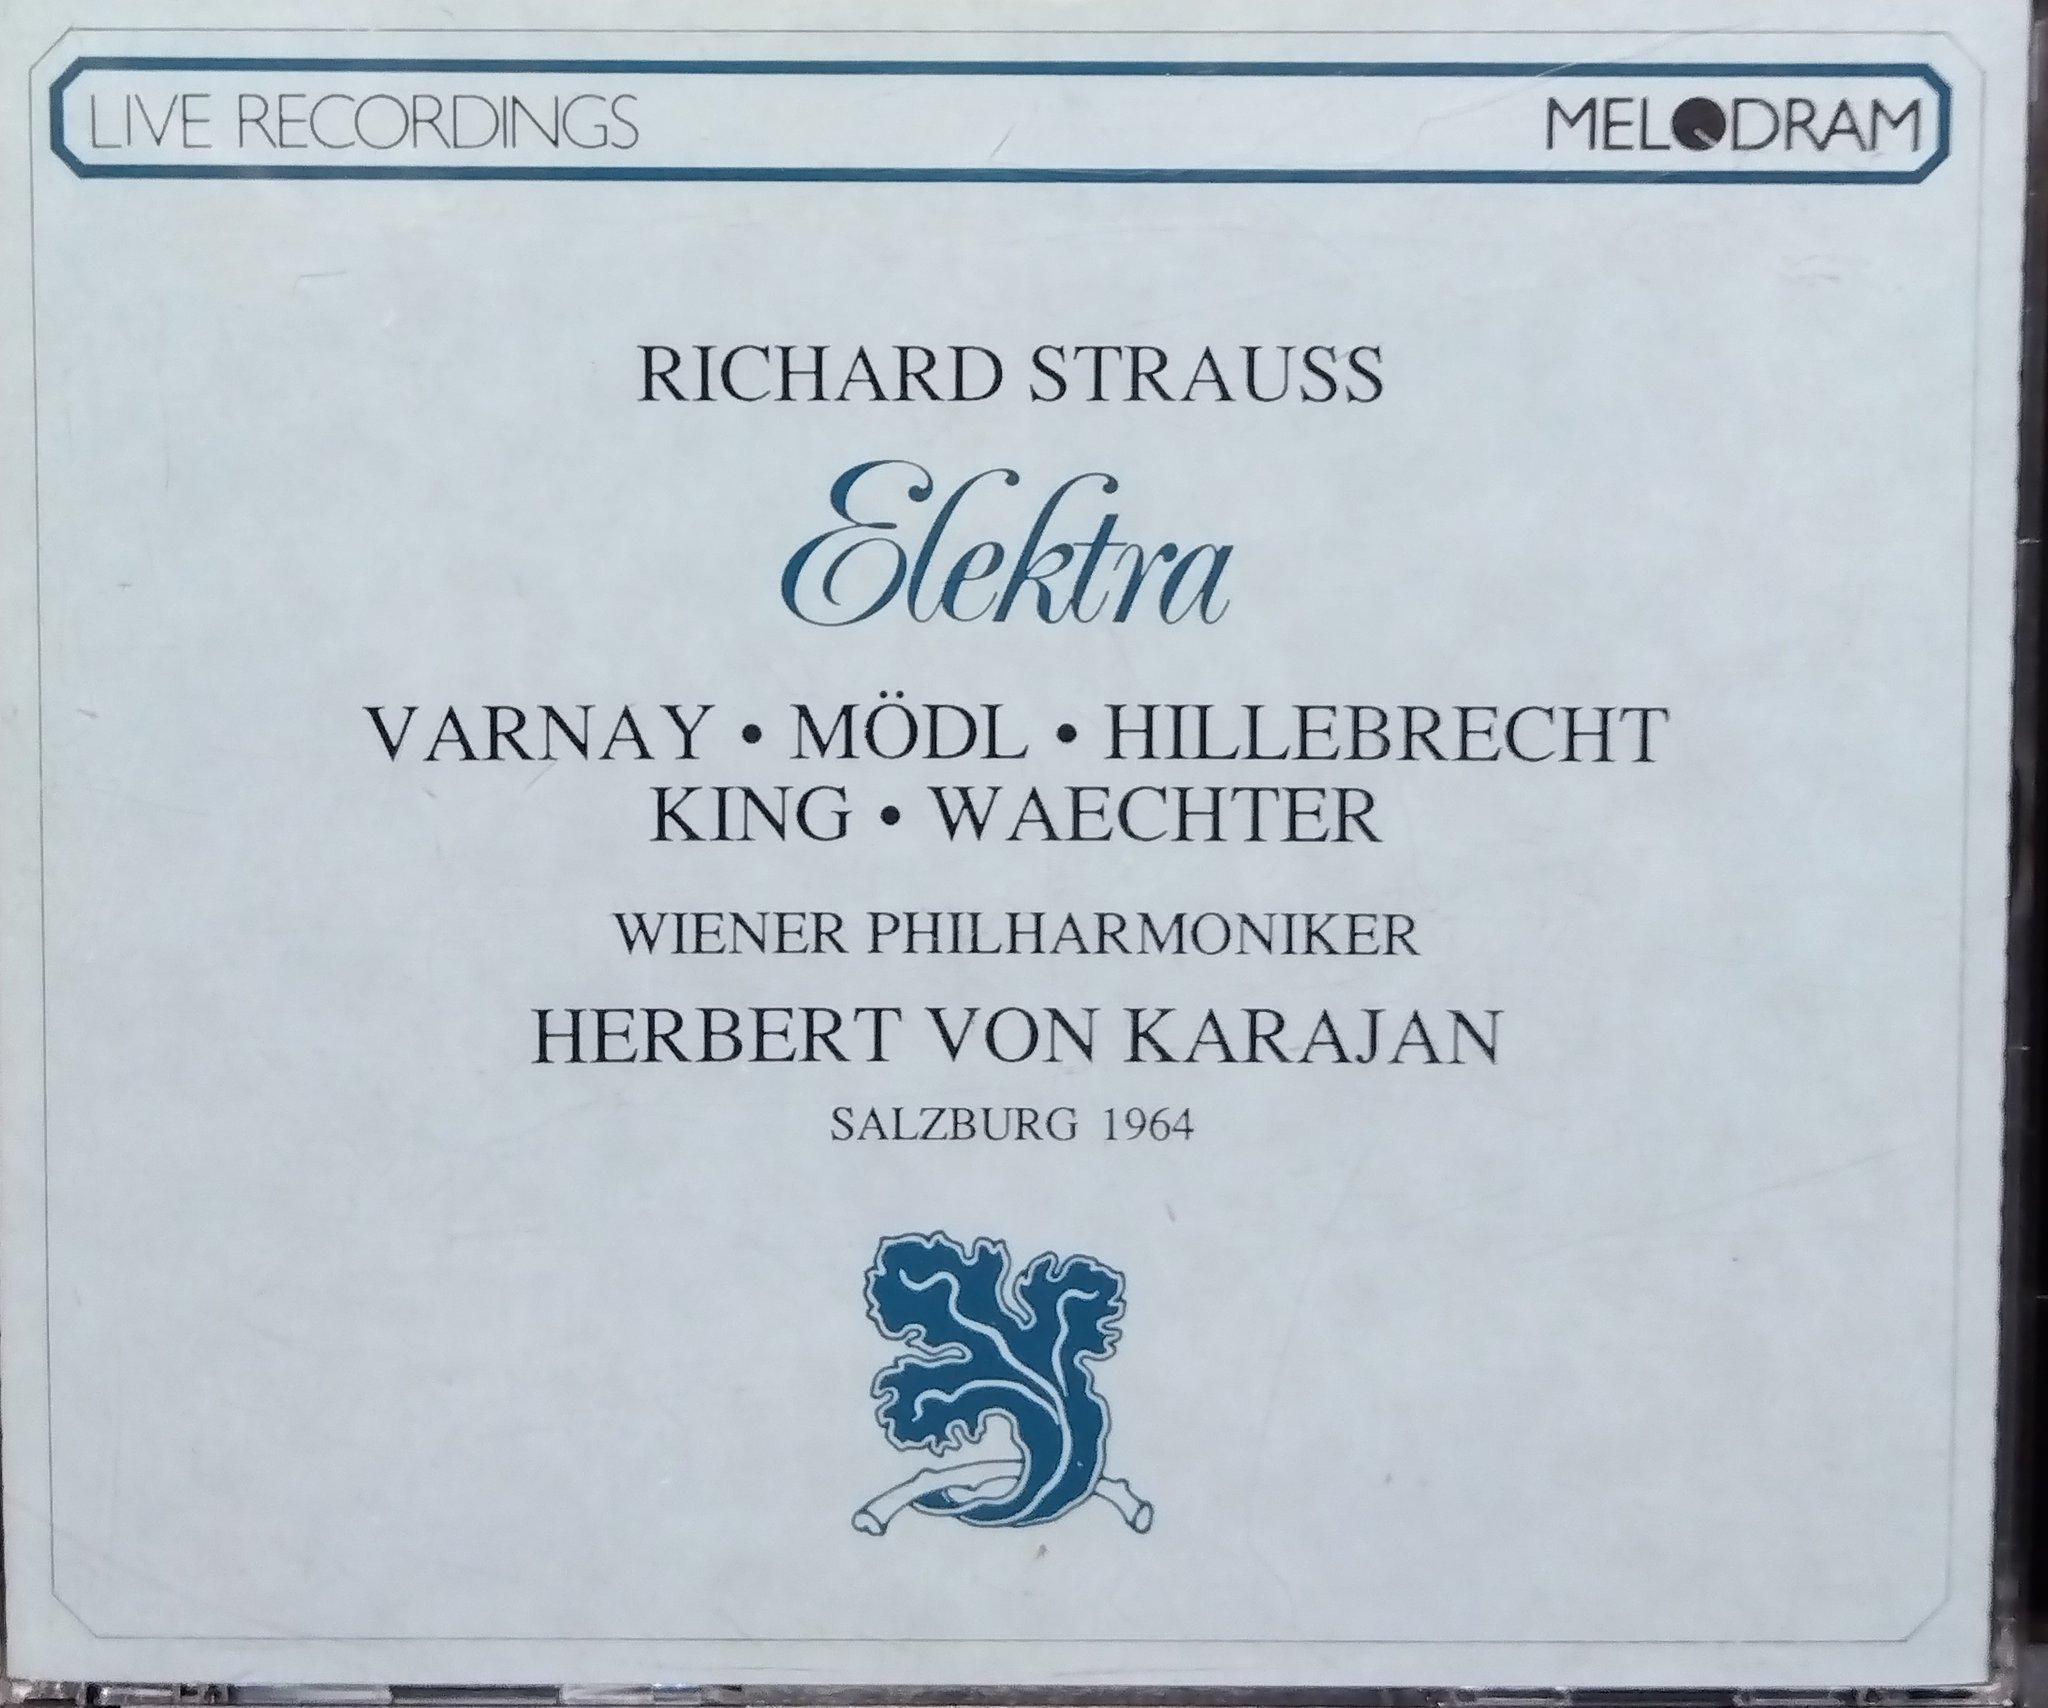 LIVE RECORDINGS MELODRAM
RICHARD STRAUSS
Elektra
VARNAY • MÖDL • HILLEBRECHT
KING • WAECHTER
WIENER PHILHARMONIKER
HERBERT VON KARAJAN
SALZBURG 1964